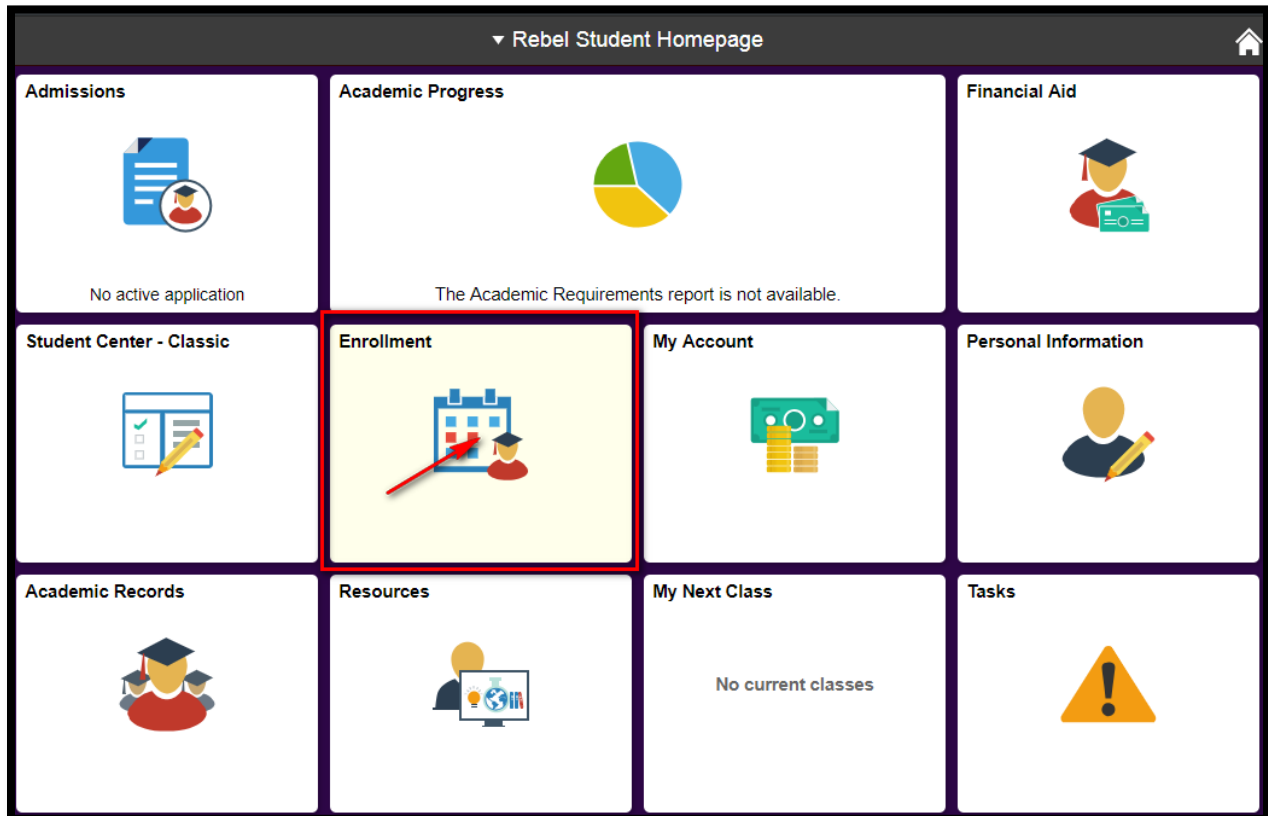 Rebel Student Homepage
Admissions
No active application
Academic Progress
The Academic Requirements report is not available.
Financial Aid
Student Center - Classic
Enrollment
My Account
Personal Information
Academic Records
Resources
My Next Class
No current classes
Tasks